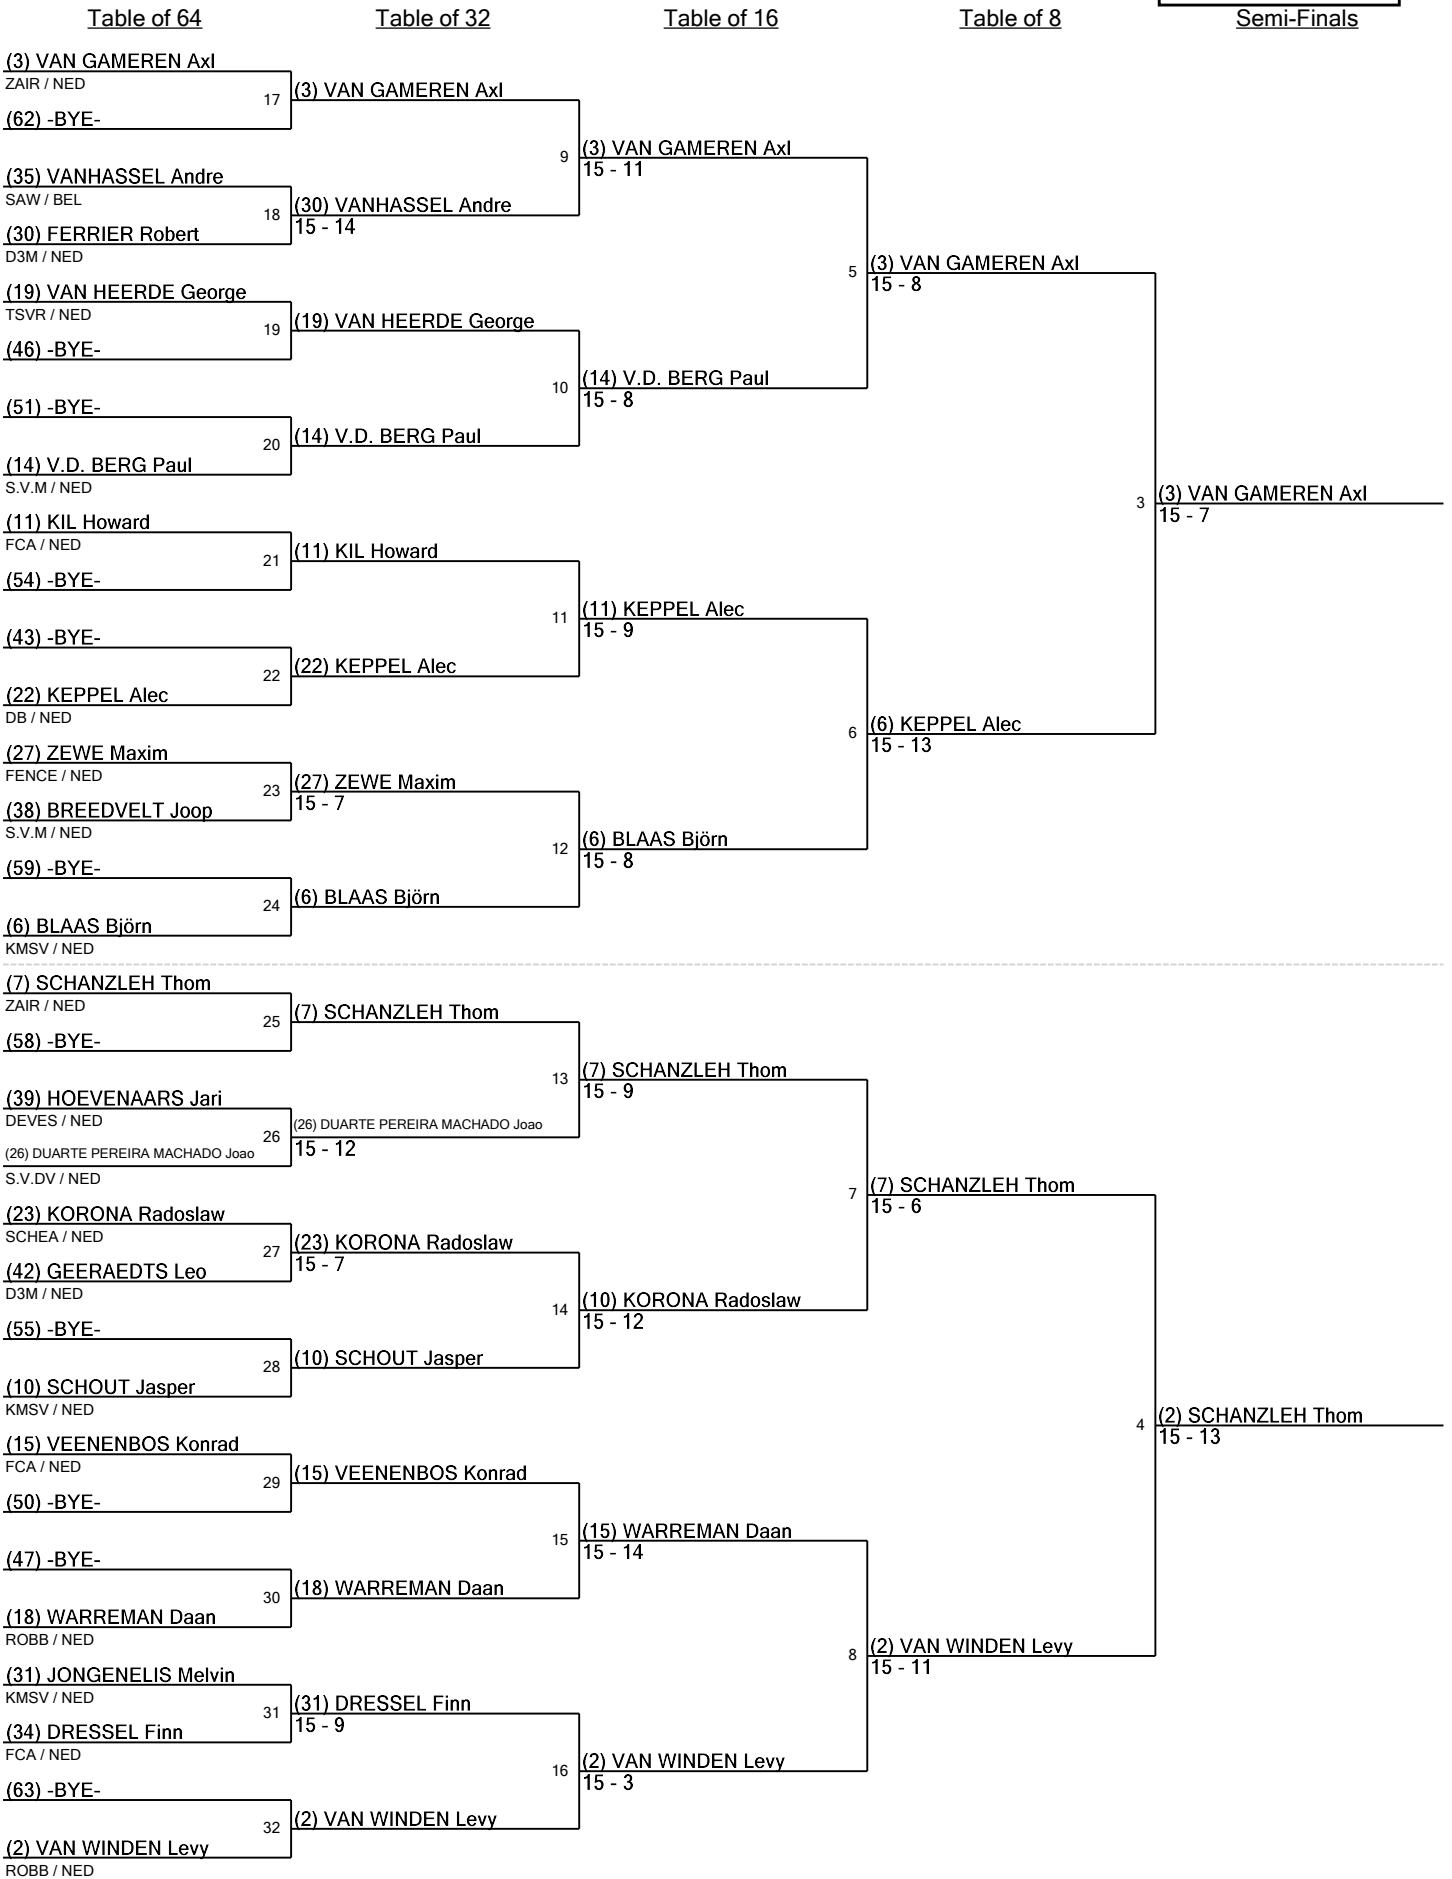 Table of 64
Table of 32
Table of 16
Table of 8
Semi-Finals
(3) VAN GAMEREN Axl
ZAIR / NED
17
(3) VAN GAMEREN Axl
(62) -BYE-
9
(3) VAN GAMEREN Axl
15 - 11
(35) VANHASSEL Andre
SAW / BEL
18
(30) VANHASSEL Andre
15 - 14
(30) FERRIER Robert
D3M / NED
5
(3) VAN GAMEREN Axl
15 - 8
(19) VAN HEERDE George
TSVR / NED
19
(19) VAN HEERDE George
(46) -BYE-
10
(14) V.D. BERG Paul
15 - 8
(51) -BYE-
20
(14) V.D. BERG Paul
(14) V.D. BERG Paul
S.V.M / NED
3
(3) VAN GAMEREN Axl
15 - 7
(11) KIL Howard
FCA / NED
21
(11) KIL Howard
(54) -BYE-
11
(11) KEPPEL Alec
15 - 9
(43) -BYE-
22
(22) KEPPEL Alec
(22) KEPPEL Alec
DB / NED
6
(6) KEPPEL Alec
15 - 13
(27) ZEWE Maxim
FENCE / NED
23
(27) ZEWE Maxim
15 - 7
(38) BREEDVELT Joop
S.V.M / NED
12
(6) BLAAS Björn
15 - 8
(59) -BYE-
24
(6) BLAAS Björn
(6) BLAAS Björn
KMSV / NED
(7) SCHANZLEH Thom
ZAIR / NED
25
(7) SCHANZLEH Thom
(58) -BYE-
13
(7) SCHANZLEH Thom
15 - 9
(39) HOEVENAARS Jari
DEVES / NED
26
(26) DUARTE PEREIRA MACHADO Joao
15 - 12
(26) DUARTE PEREIRA MACHADO Joao
S.V.DV / NED
7
(7) SCHANZLEH Thom
15 - 6
(23) KORONA Radoslaw
SCHEA / NED
27
(23) KORONA Radoslaw
15 - 7
(42) GEERAEDTS Leo
D3M / NED
14
(10) KORONA Radoslaw
15 - 12
(55) -BYE-
28
(10) SCHOUT Jasper
(10) SCHOUT Jasper
KMSV / NED
4
(2) SCHANZLEH Thom
15 - 13
(15) VEENENBOS Konrad
FCA / NED
29
(15) VEENENBOS Konrad
(50) -BYE-
15
(15) WARREMAN Daan
15 - 14
(47) -BYE-
30
(18) WARREMAN Daan
(18) WARREMAN Daan
ROBB / NED
8
(2) VAN WINDEN Levy
15 - 11
(31) JONGENELIS Melvin
KMSV / NED
31
(31) DRESSEL Finn
15 - 9
(34) DRESSEL Finn
FCA / NED
16
(2) VAN WINDEN Levy
15 - 3
(63) -BYE-
32
(2) VAN WINDEN Levy
(2) VAN WINDEN Levy
ROBB / NED